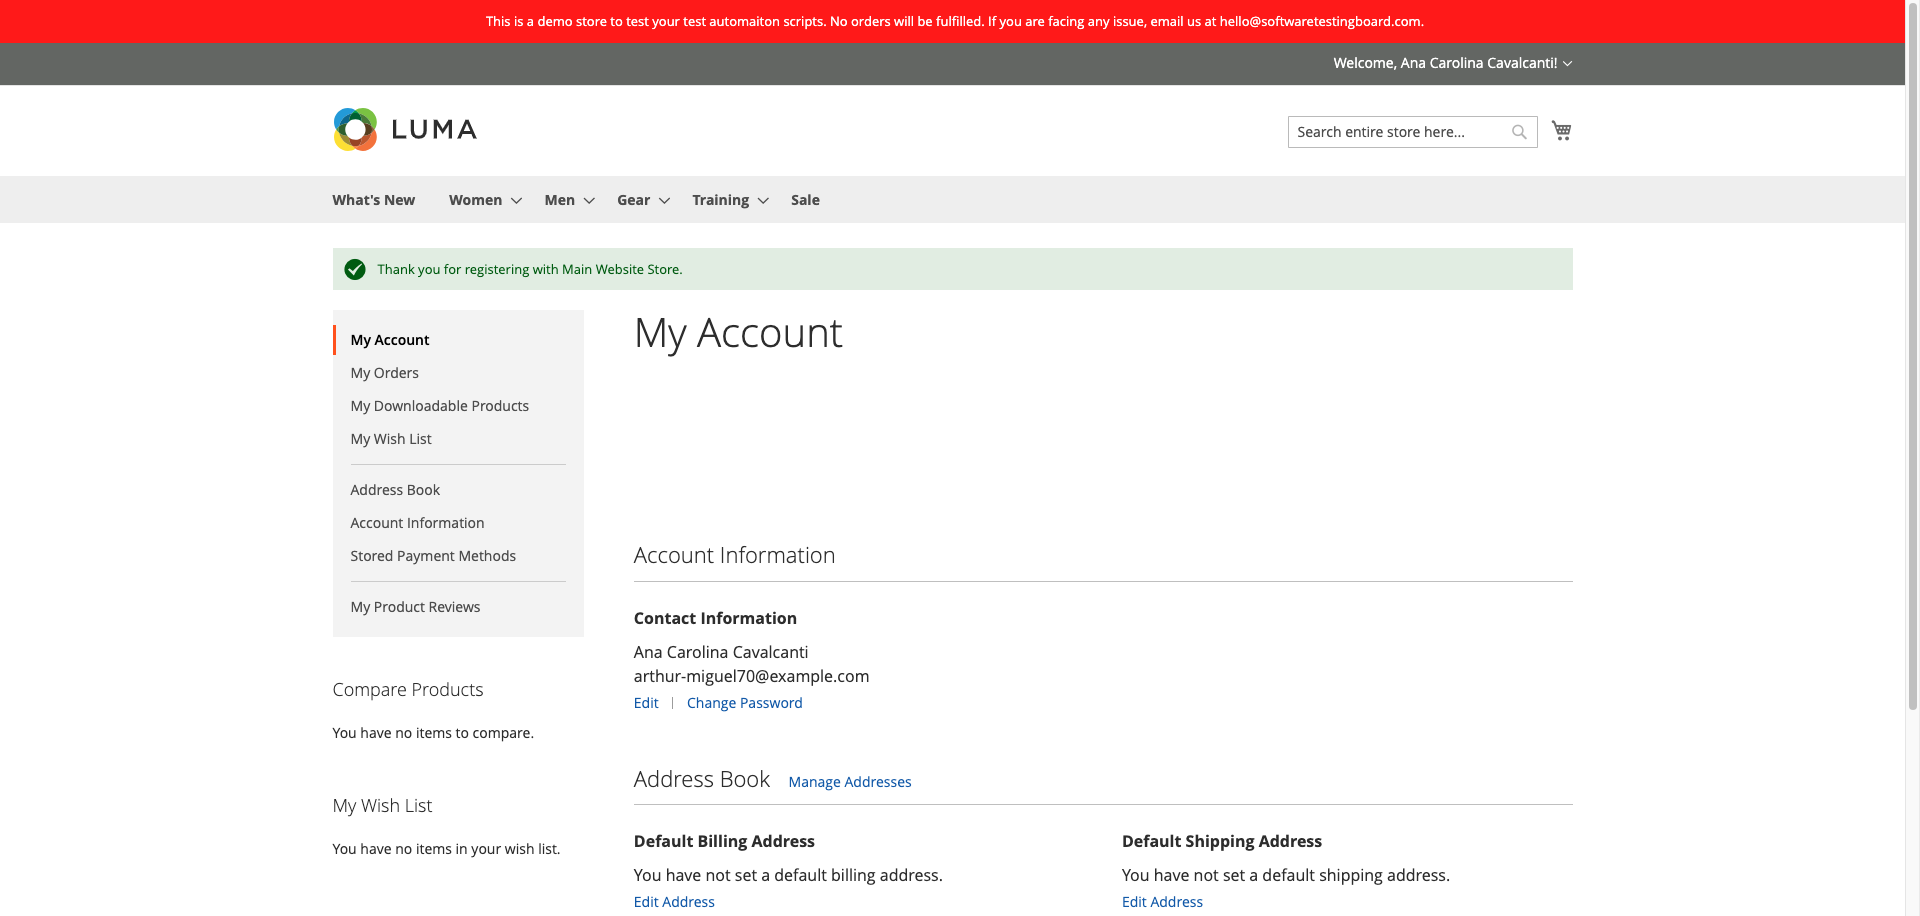 This is a demo store to test your test automaiton scripts. No orders will be fulfilled. If you are facing any issue, email us at hello@softwaretestingboard.com.
Welcome, Ana Carolina Cavalcanti!
LUMA
Search entire store here...
What's New Women Men Gear Training Sale
Thank you for registering with Main Website Store.
My Account
My Orders
My Downloadable Products
My Wish List
Address Book
Account Information
Stored Payment Methods
My Product Reviews
Compare Products
You have no items to compare.
My Wish List
You have no items in your wish list.
My Account
Account Information
Contact Information
Ana Carolina Cavalcanti
arthur-miguel70@example.com
Edit | Change Password
Address Book Manage Addresses
Default Billing Address
You have not set a default billing address.
Edit Address
Default Shipping Address
You have not set a default shipping address.
Edit Address